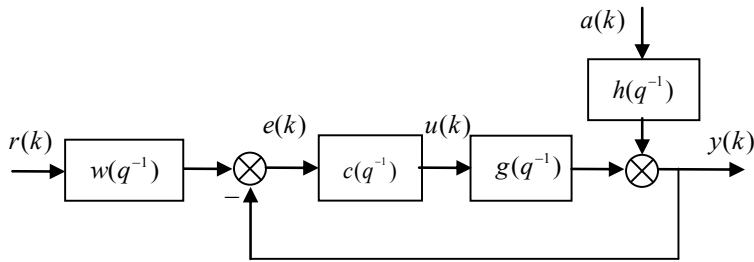 a(k)
h(q⁻¹)
e(k)
u(k)
r(k)
y(k)
w(q⁻¹)
c(q⁻¹)
g(q⁻¹)
−